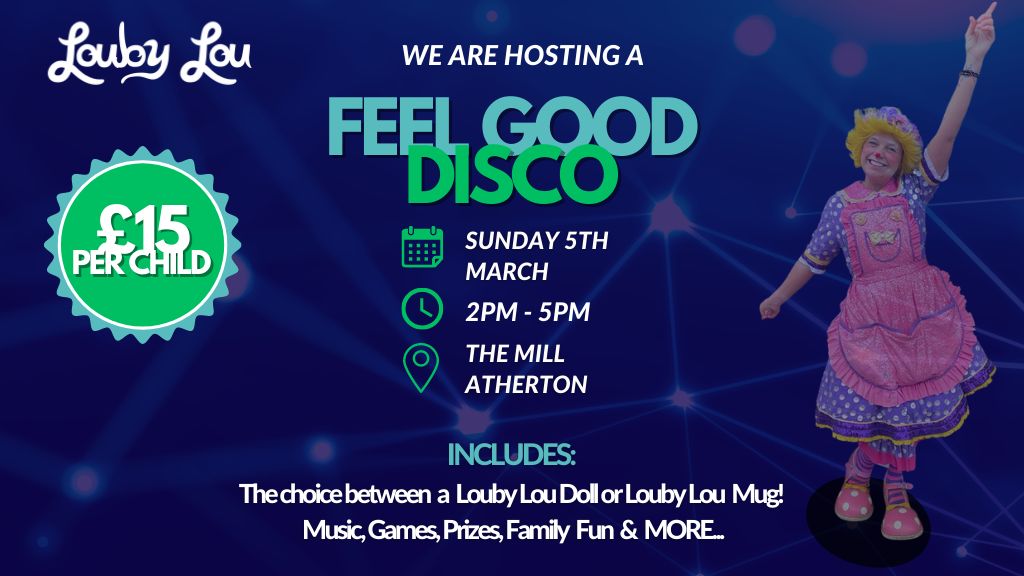 Louby Lou
WE ARE HOSTING A
FEEL GOOD
DISCO
£15
PER CHILD
SUNDAY 5TH
MARCH
2PM - 5PM
THE MILL
ATHERTON
INCLUDES:
The choice between a Louby Lou Doll or Louby Lou Mug!
Music, Games, Prizes, Family Fun & MORE...